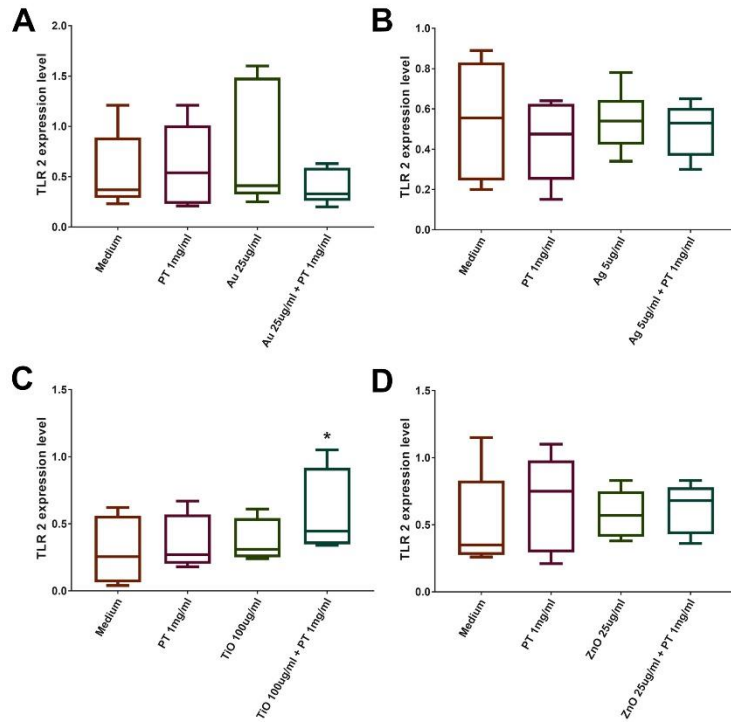 A
TLR 2 expression level
2.0
1.5
1.0
0.5
0.0
Medium
PT 1mg/ml
Au 25ug/ml
Au 25ug/ml + PT 1mg/ml
B
TLR 2 expression level
1.0
0.8
0.6
0.4
0.2
0.0
Medium
PT 1mg/ml
Ag 5ug/ml
Ag 5ug/ml + PT 1mg/ml
C
TLR 2 expression level
1.5
1.0
0.5
0.0
*
Medium
PT 1mg/ml
TiO 100ug/ml
TiO 100ug/ml + PT 1mg/ml
D
TLR 2 expression level
1.5
1.0
0.5
0.0
Medium
PT 1mg/ml
ZnO 25ug/ml
ZnO 25ug/ml + PT 1mg/ml